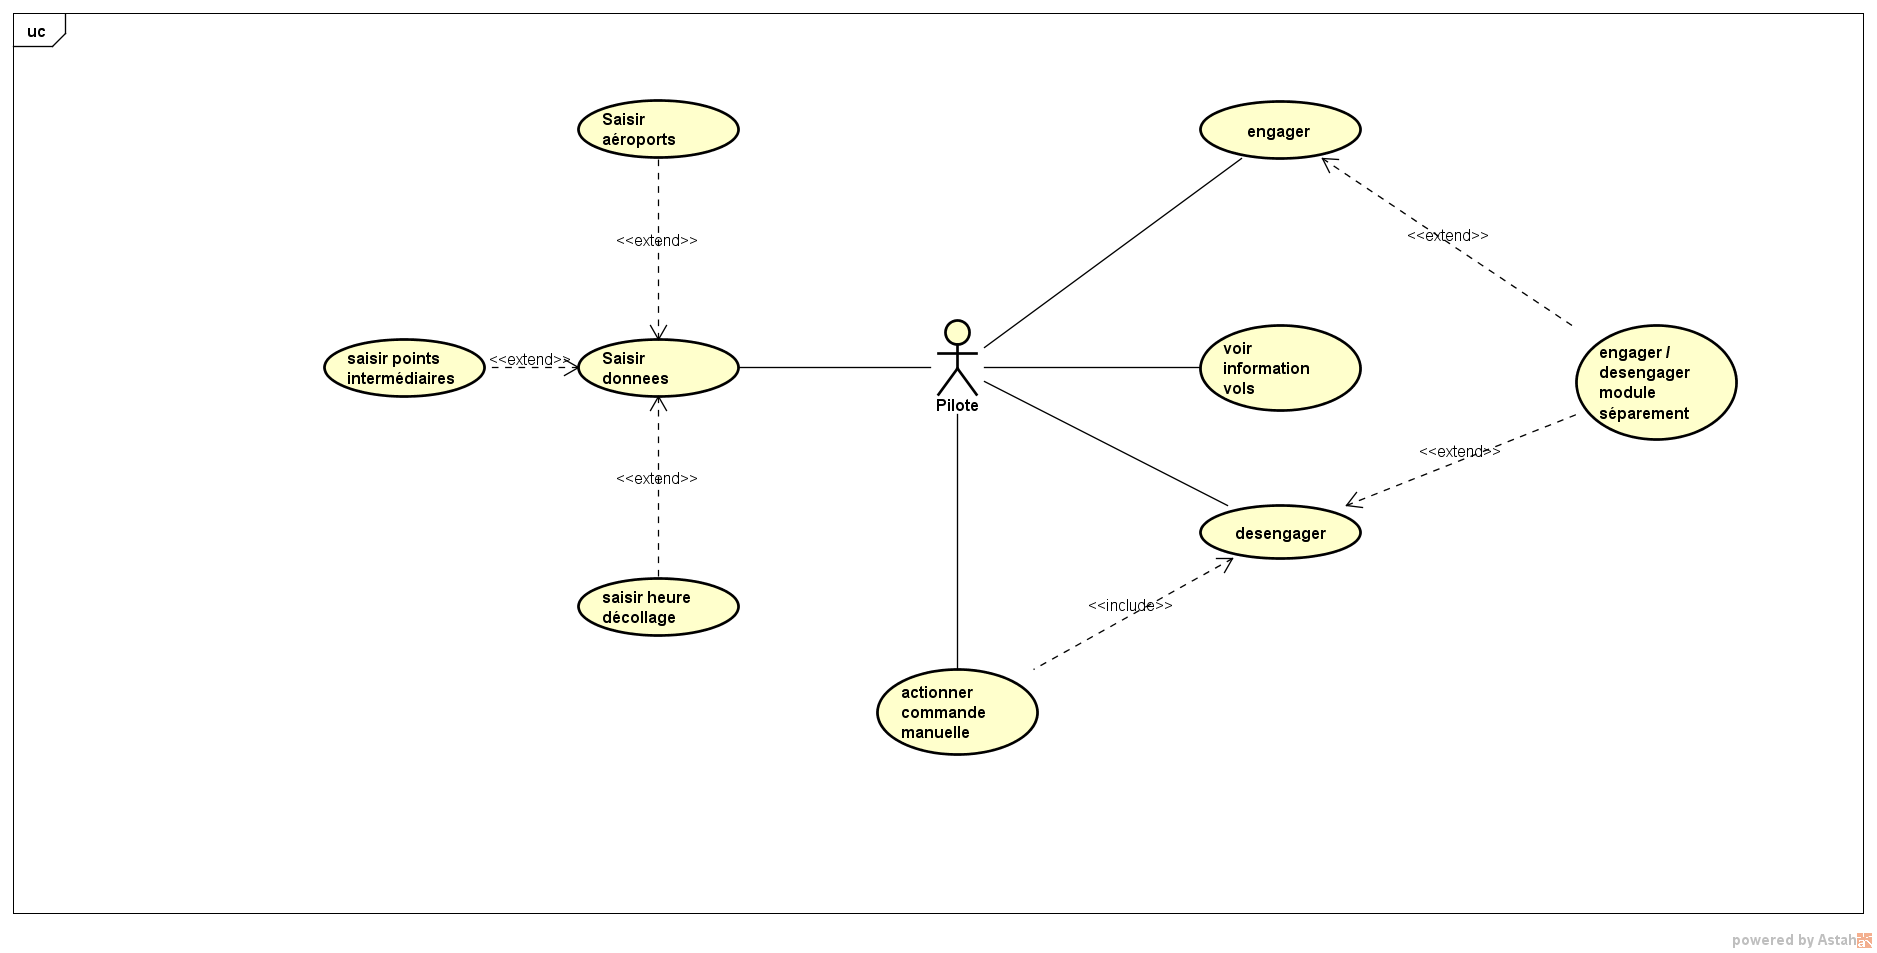 uc
Saisir
aéroports
engager
<<extend>>
<<extend>>
saisir points
intermédiaires
<<extend>>
Saisir
donnees
Pilote
voir
information
vols
engager /
desengager
module
séparement
<<extend>>
<<extend>>
desengager
saisir heure
décollage
<<include>>
actionner
commande
manuelle
powered by Astah